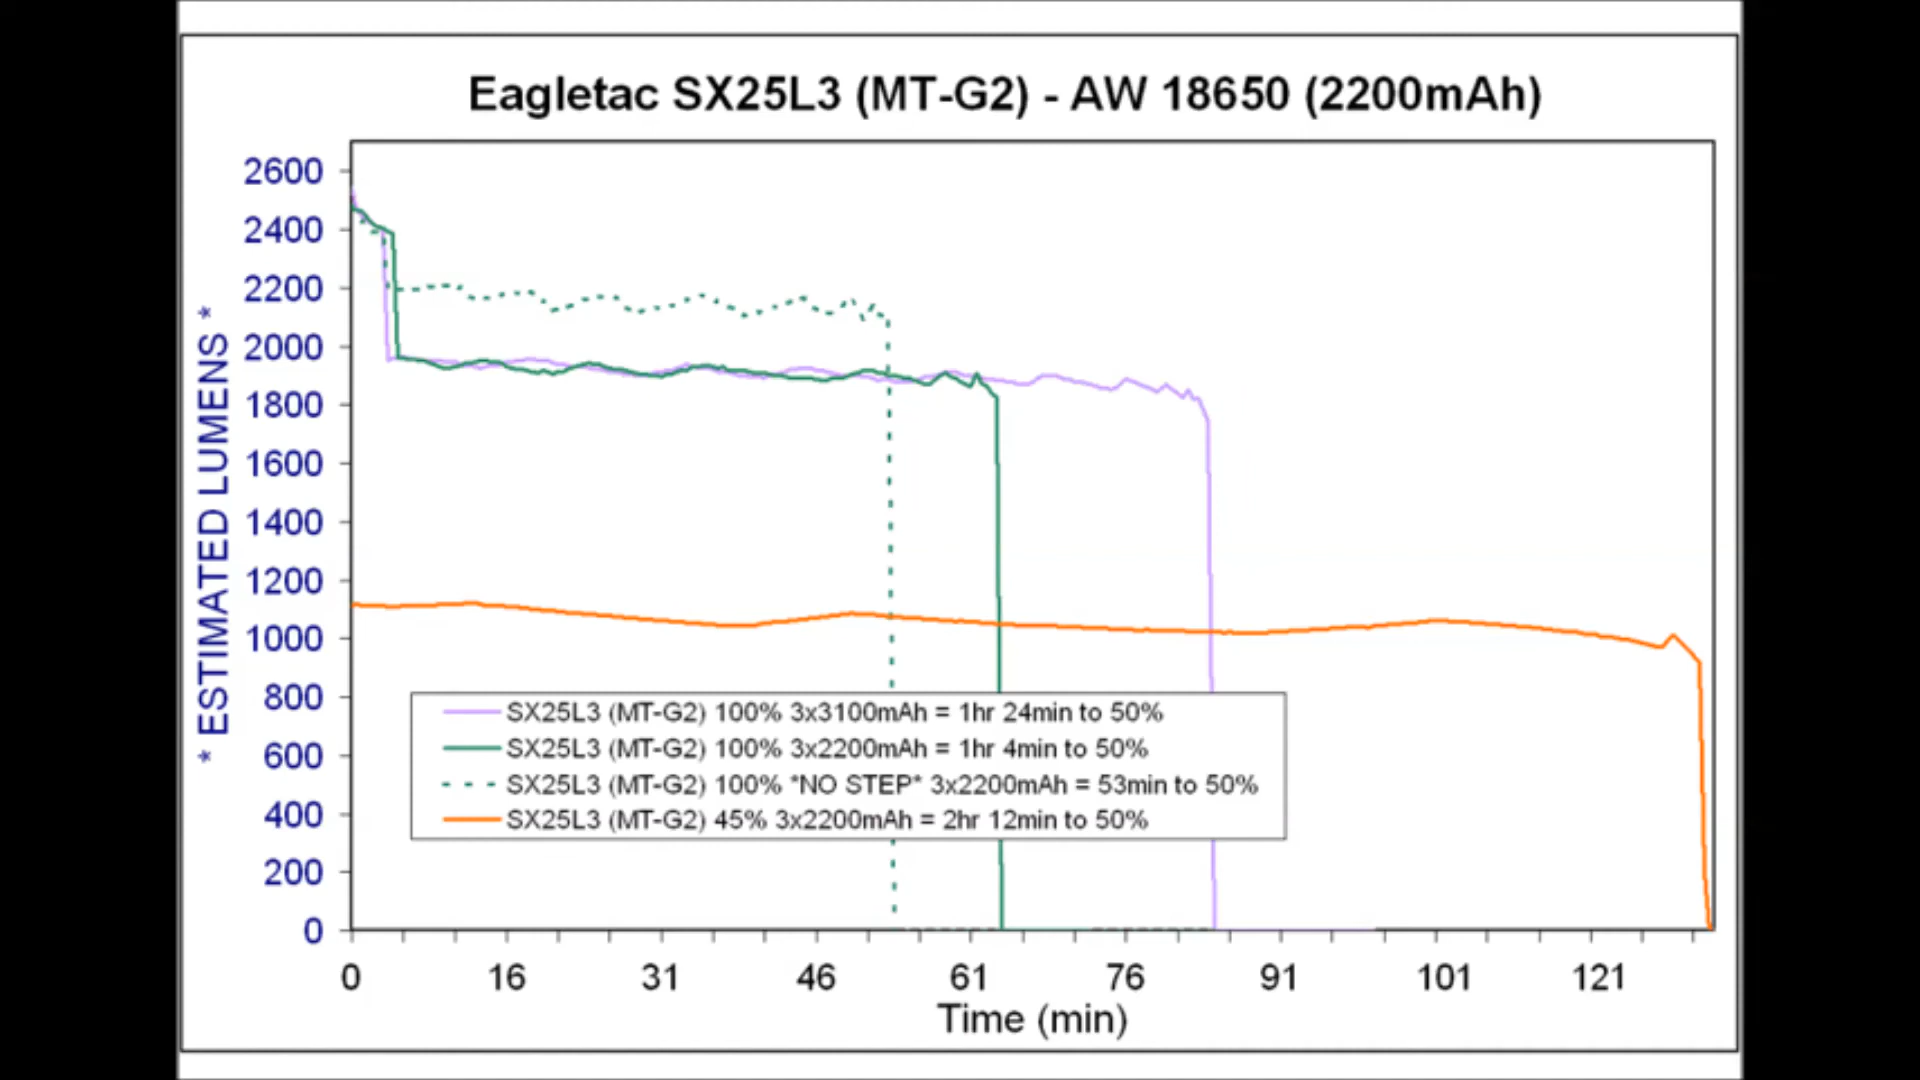 Eagletac SX25L3 (MT-G2) - AW 18650 (2200mAh)
* ESTIMATED LUMENS *
2600
2400
2200
2000
1800
1600
1400
1200
1000
800
600
400
200
0
SX25L3 (MT-G2) 100% 3x3100mAh = 1hr 24min to 50%
SX25L3 (MT-G2) 100% 3x2200mAh = 1hr 4min to 50%
SX25L3 (MT-G2) 100% *NO STEP* 3x2200mAh = 53min to 50%
SX25L3 (MT-G2) 45% 3x2200mAh = 2hr 12min to 50%
0 16 31 46 61 76 91 101 121
Time (min)